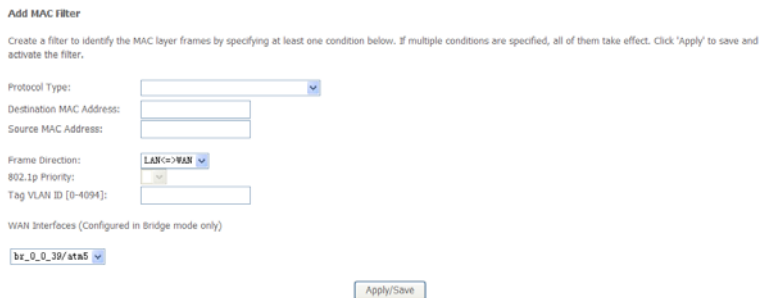 Add MAC Filter
Create a filter to identify the MAC layer frames by specifying at least one condition below. If multiple conditions are specified, all of them take effect. Click 'Apply' to save and
activate the filter.
Protocol Type:
Destination MAC Address:
Source MAC Address:
Frame Direction: LAN<=>WAN
802.1p Priority:
Tag VLAN ID [0-4094]:
WAN Interfaces (Configured in Bridge mode only)
br_0_0_39/atm5
Apply/Save